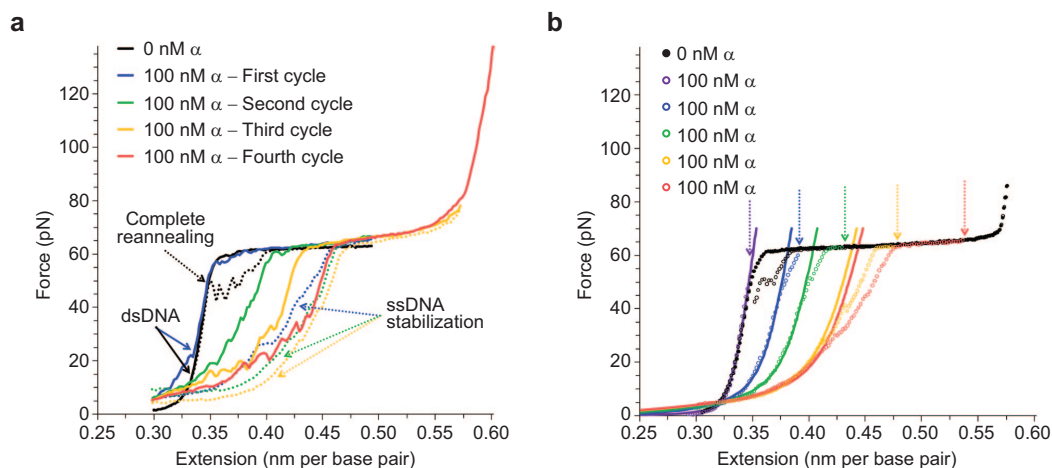 a
0 nM α
100 nM α – First cycle
100 nM α – Second cycle
100 nM α – Third cycle
100 nM α – Fourth cycle
Complete
reannealing
dsDNA
ssDNA
stabilization
Force (pN)
120
100
80
60
40
20
0
0.25 0.30 0.35 0.40 0.45 0.50 0.55 0.60
Extension (nm per base pair)
b
0 nM α
100 nM α
100 nM α
100 nM α
100 nM α
100 nM α
Force (pN)
120
100
80
60
40
20
0
0.25 0.30 0.35 0.40 0.45 0.50 0.55 0.60
Extension (nm per base pair)